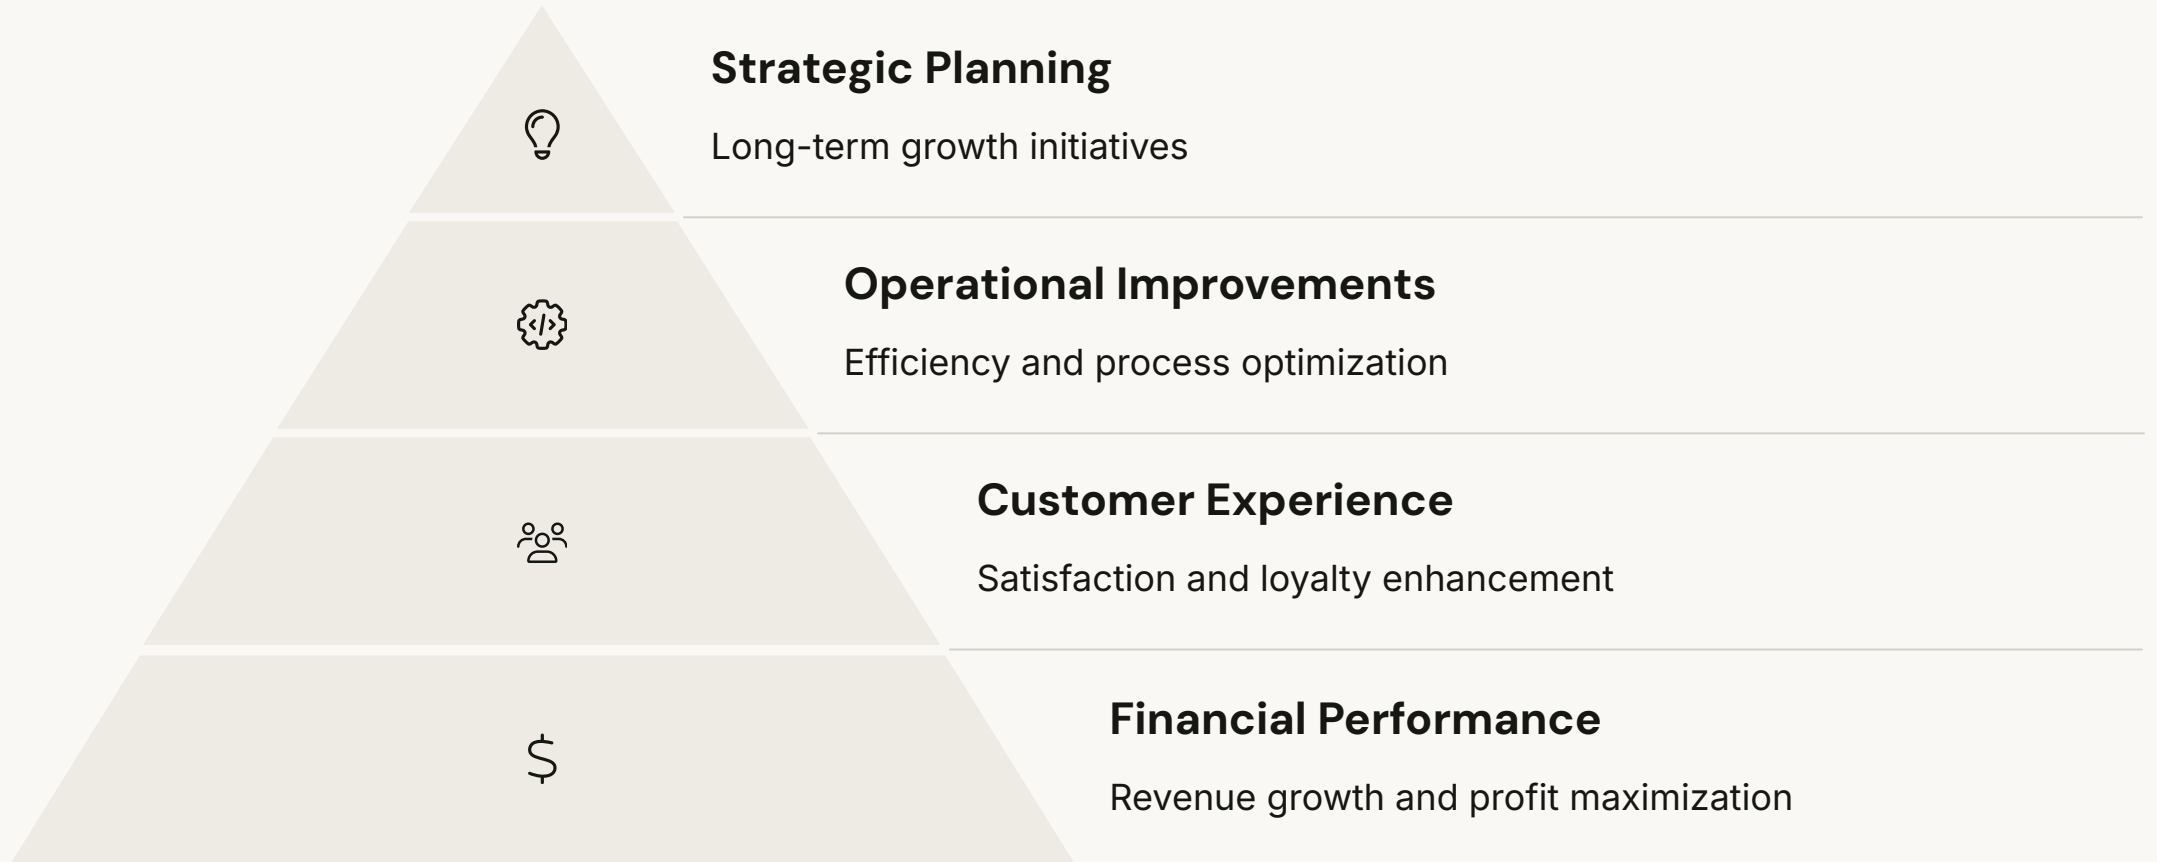 Strategic Planning
Long-term growth initiatives
Operational Improvements
Efficiency and process optimization
Customer Experience
Satisfaction and loyalty enhancement
Financial Performance
Revenue growth and profit maximization